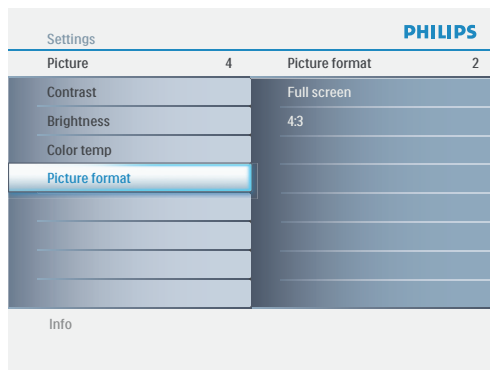 PHILIPS
Settings
Picture 4 Picture format 2
Contrast Full screen
Brightness 4:3
Color temp
Picture format
Info